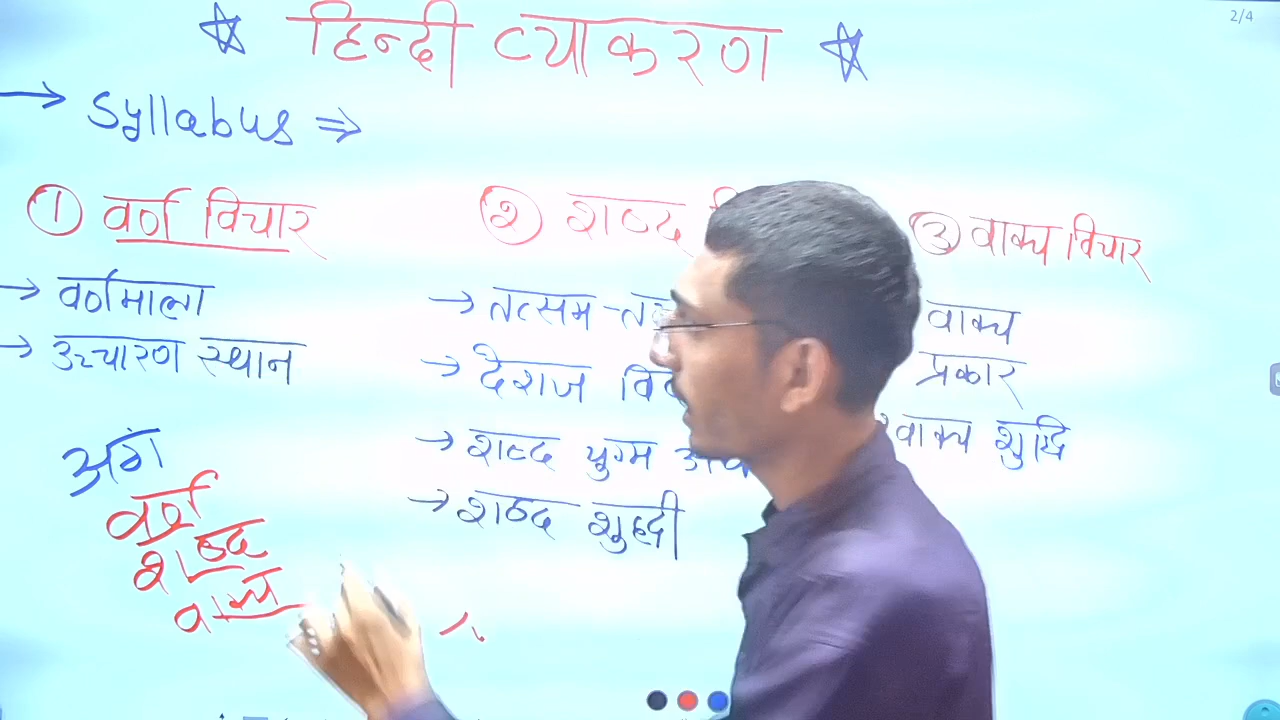 2/4
☆ हिन्दी व्याकरण ☆
→ Syllabus ⇒
① वर्ण विचार
→ वर्णमाला
→ उच्चारण स्थान
② शब्द
→ तत्सम -
→ देशज
→ शब्द युग्म
→ शब्द शुद्धी
③ वाक्य विचार
वाक्य
प्रकार
वाक्य शुद्धि
अंग
वर्ण
शब्द
वाक्य